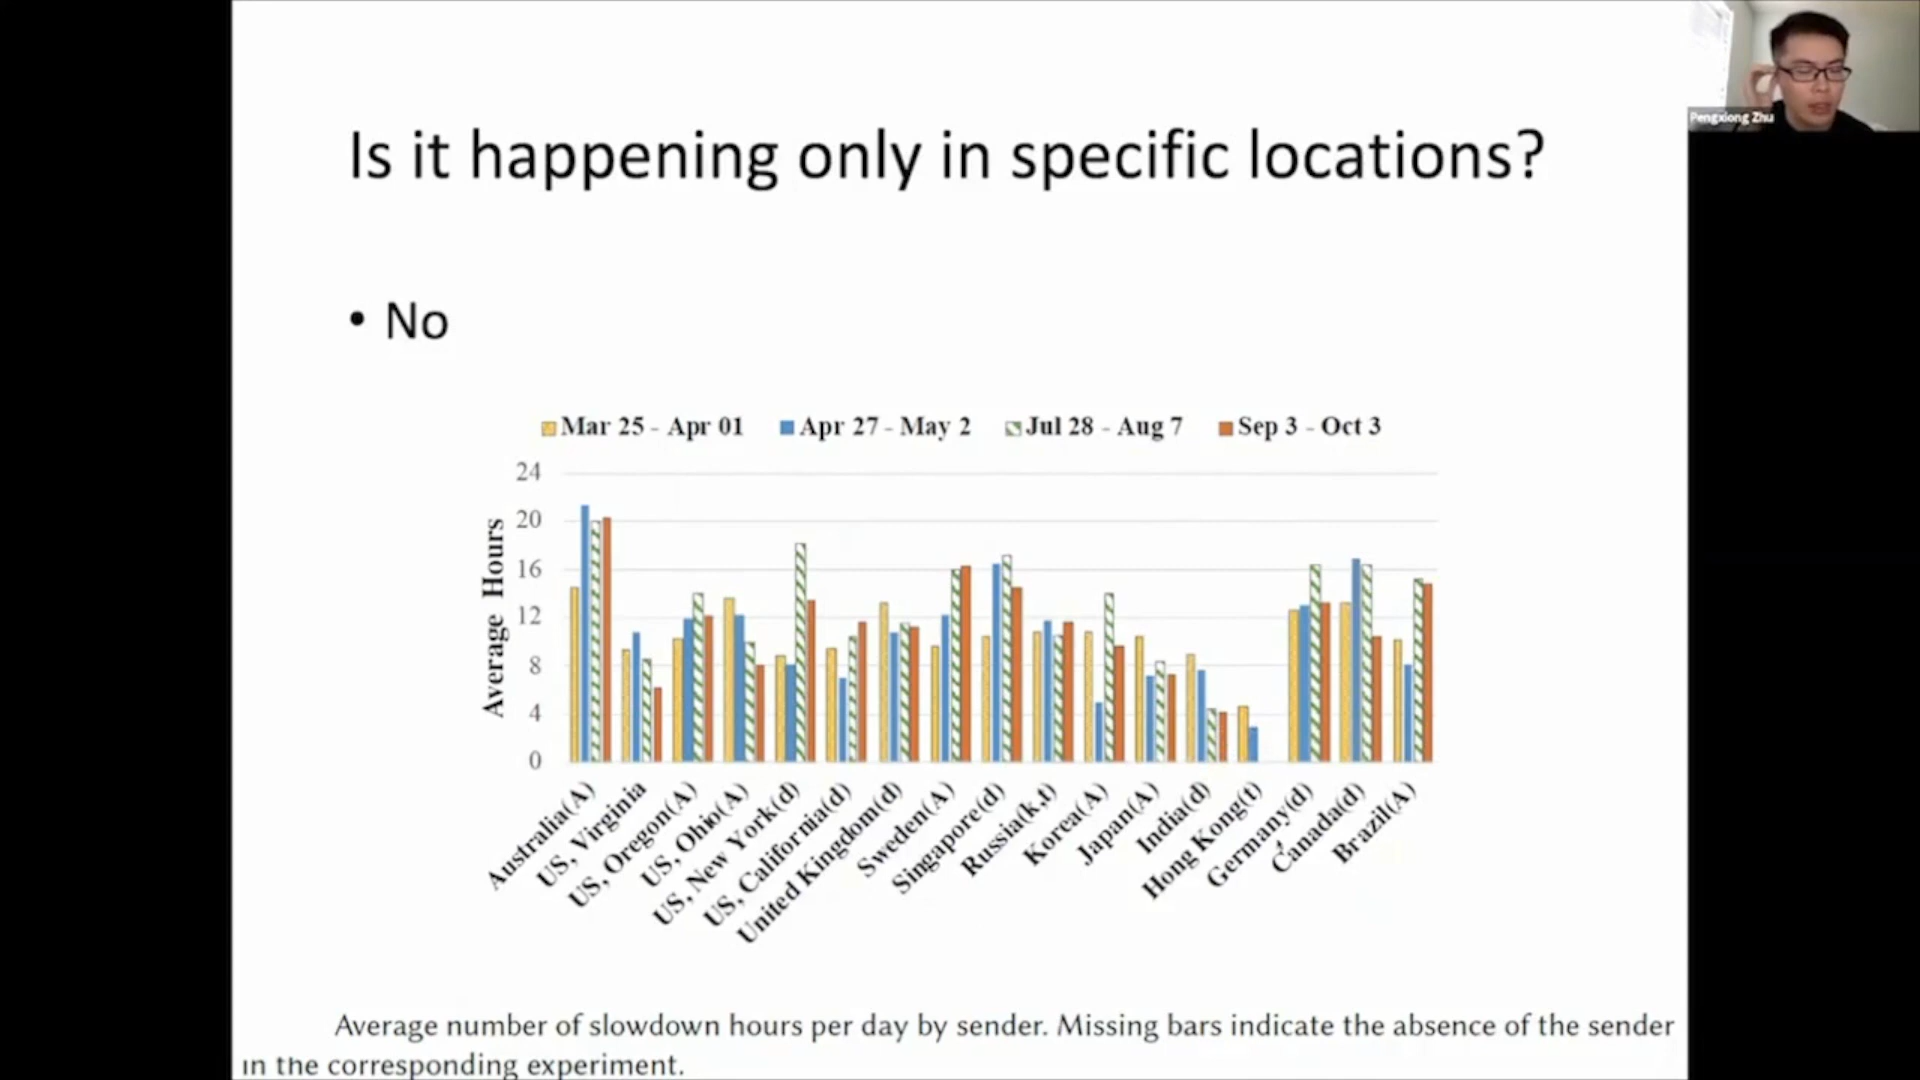 Pengxiong Zhu
Is it happening only in specific locations?
• No
Mar 25 - Apr 01 Apr 27 - May 2 Jul 28 - Aug 7 Sep 3 - Oct 3
Average Hours
24
20
16
12
8
4
0
Australia(A)
US, Virginia
US, Oregon(A)
US, Ohio(A)
US, New York(d)
US, California(d)
United Kingdom(d)
Sweden(A)
Singapore(d)
Russia(k,t)
Korea(A)
Japan(A)
India(d)
Hong Kong(t)
Germany(d)
Canada(d)
Brazil(A)
Average number of slowdown hours per day by sender. Missing bars indicate the absence of the sender
in the corresponding experiment.